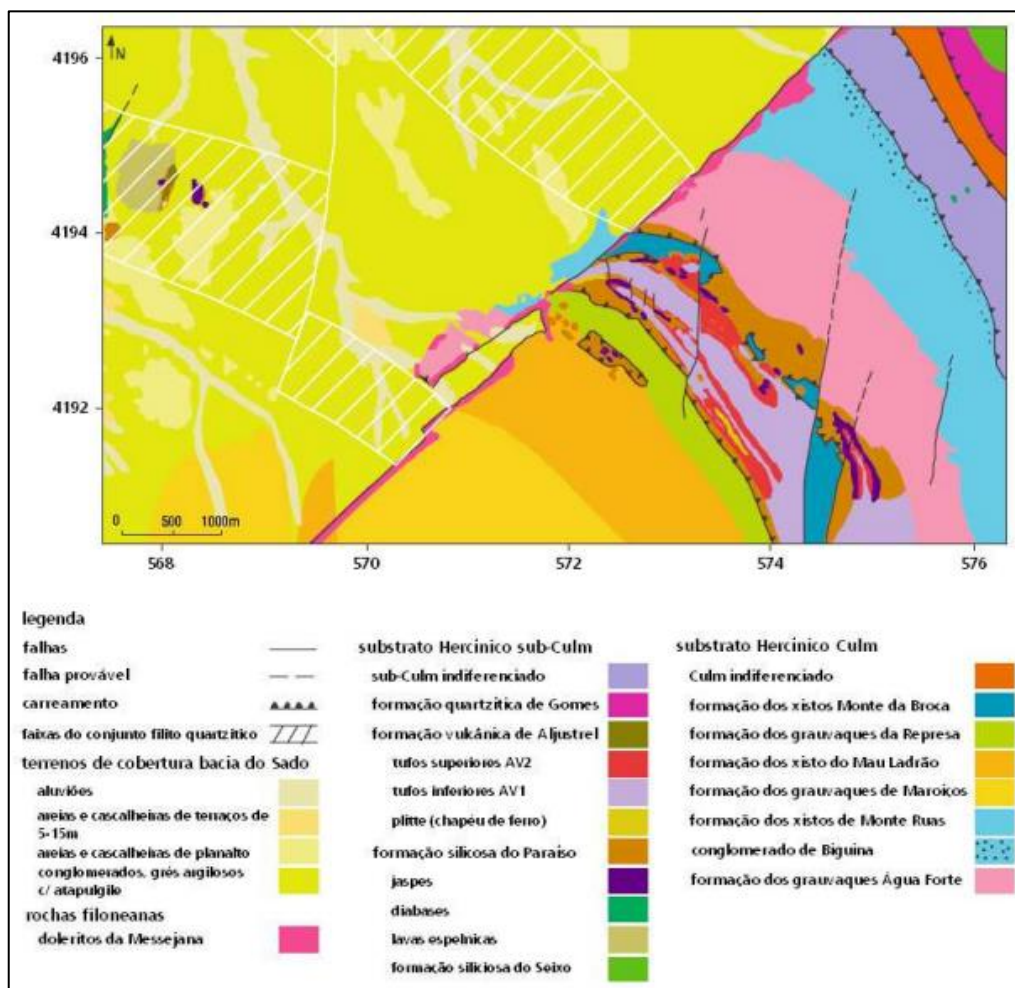 4196
N
4194
4192
0 500 1000m
568 570 572 574 576
legenda
falhas
falha provável
carreamento
faixas do conjunto filito quartzitico
terrenos de cobertura bacia do Sado
aluviões
areias e cascalheiras de terraços de
5-15m
areias e cascalheiras de planalto
conglomerados, grés argilosos
c/ atapulgile
rochas filoneanas
doleritos da Messejana
substrato Hercínico sub-Culm
sub-Culm indiferenciado
formação quartzítica de Gomes
formação vulkânica de Aljustrel
tufos superiores AV2
tufos inferiores AV1
plitte (chapéu de ferro)
formação silicosa do Paraíso
jaspes
diabases
lavas espelnicas
formação siliciosa do Seixo
substrato Hercínico Culm
Culm indiferenciado
formação dos xistos Monte da Broca
formação dos grauvaques da Represa
formação dos xisto do Mau Ladrão
formação dos grauvaques de Maroiços
formação dos xistos de Monte Ruas
conglomerado de Biguina
formação dos grauvaques Água Forte